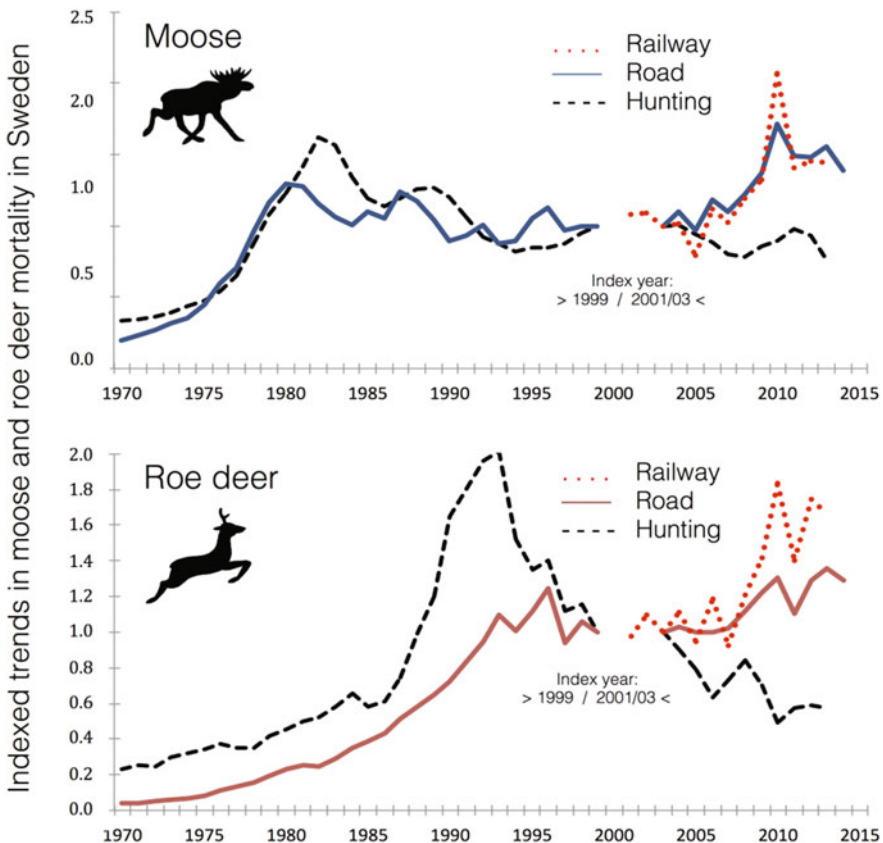 Indexed trends in moose and roe deer mortality in Sweden
2.5
Moose
Railway
Road
Hunting
2.0
1.0
0.5
0.0
Index year:
> 1999 / 2001/03 <
1970 1975 1980 1985 1990 1995 2000 2005 2010 2015
2.0
Roe deer
Railway
Road
Hunting
1.8
1.6
1.4
1.2
1.0
0.8
0.6
0.4
0.2
0.0
Index year:
> 1999 / 2001/03 <
1970 1975 1980 1985 1990 1995 2000 2005 2010 2015